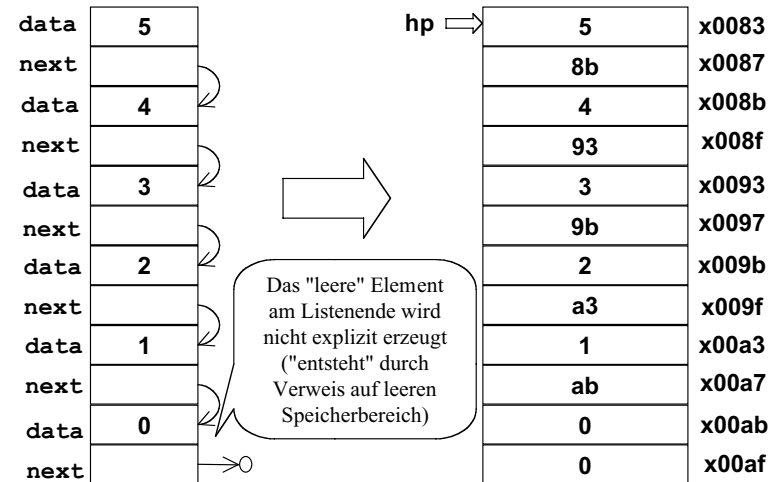 data 5 hp 5 x0083
next 8b x0087
data 4 4 x008b
next 93 x008f
data 3 3 x0093
next 9b x0097
data 2 2 x009b
next a3 x009f
data 1 1 x00a3
next ab x00a7
data 0 0 x00ab
next 0 x00af
Das "leere" Element
am Listenende wird
nicht explizit erzeugt
("entsteht" durch
Verweis auf leeren
Speicherbereich)